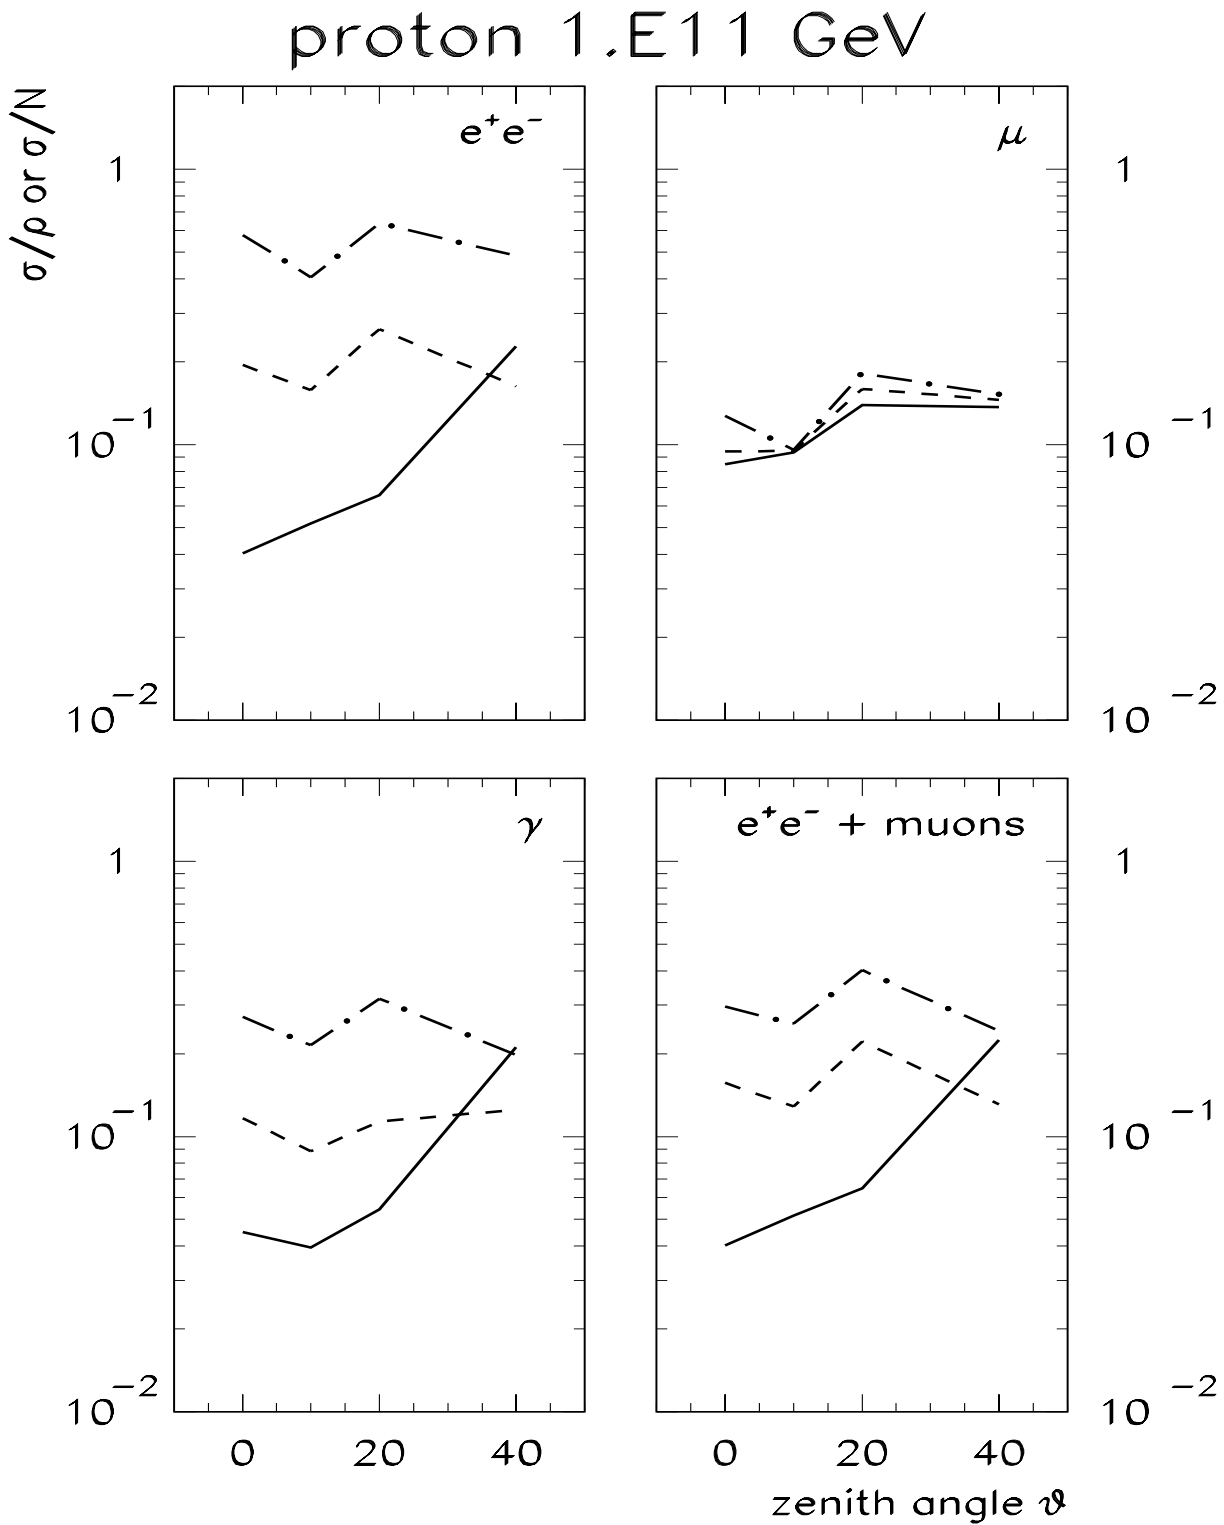 proton 1.E11 GeV
σ/ρ or σ/N
e⁺e⁻
μ
1
1
10⁻¹
10⁻¹
10⁻²
10⁻²
γ
e⁺e⁻ + muons
1
1
10⁻¹
10⁻¹
10⁻²
10⁻²
0 20 40
0 20 40
zenith angle ϑ